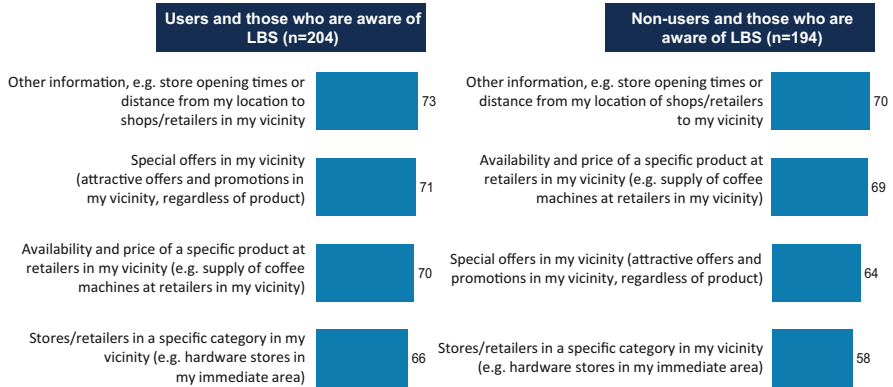 Users and those who are aware of
LBS (n=204)
Other information, e.g. store opening times or
distance from my location to
shops/retailers in my vicinity
73
Special offers in my vicinity
(attractive offers and promotions in
my vicinity, regardless of product)
71
Availability and price of a specific product at
retailers in my vicinity (e.g. supply of coffee
machines at retailers in my vicinity)
70
Stores/retailers in a specific category in my
vicinity (e.g. hardware stores in
my immediate area)
66
Non-users and those who are
aware of LBS (n=194)
Other information, e.g. store opening times or
distance from my location of shops/retailers
to my vicinity
70
Availability and price of a specific product at
retailers in my vicinity (e.g. supply of coffee
machines at retailers in my vicinity)
69
Special offers in my vicinity (attractive offers and
promotions in my vicinity, regardless of product)
64
Stores/retailers in a specific category in my vicinity
(e.g. hardware stores in my immediate area)
58